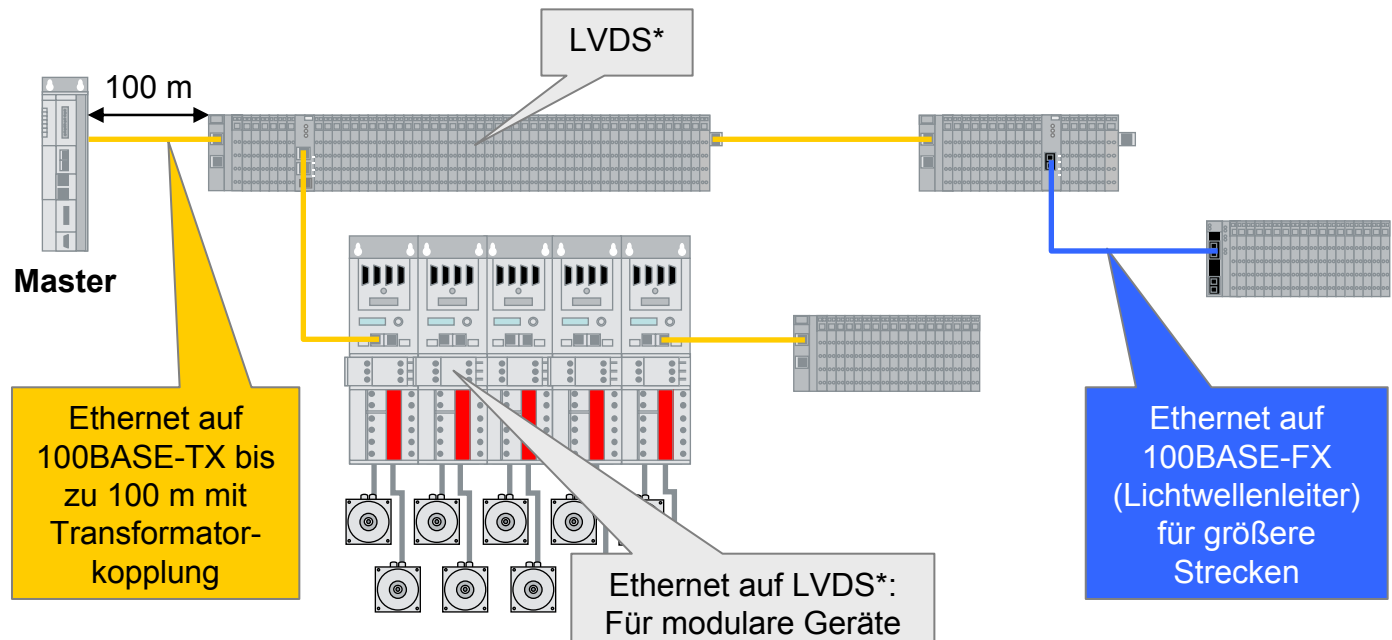 LVDS*
100 m
Master
Ethernet auf
100BASE-TX bis
zu 100 m mit
Transformator-
kopplung
Ethernet auf LVDS*:
Für modulare Geräte
Ethernet auf
100BASE-FX
(Lichtwellenleiter)
für größere
Strecken